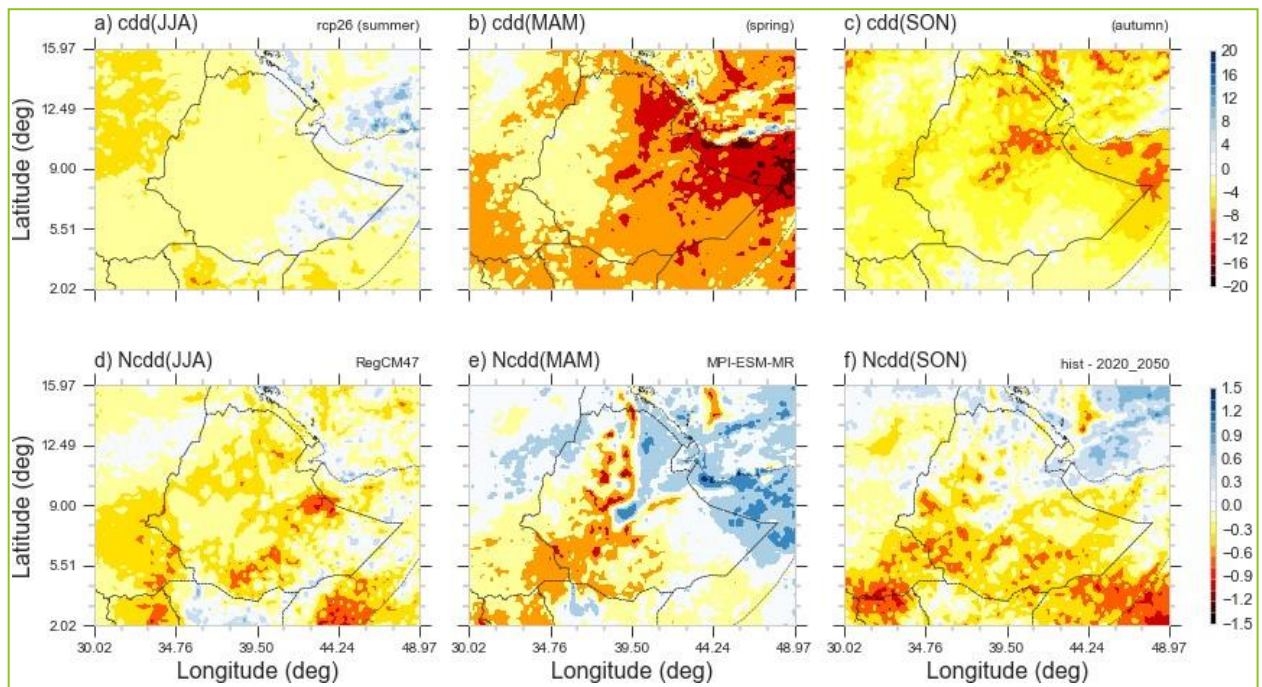 a) cdd(JJA) rcp26 (summer)
b) cdd(MAM) (spring)
c) cdd(SON) (autumn)
15.97
12.49
9.00
5.51
2.02
Latitude (deg)
20
16
12
8
4
0
−4
−8
−12
−16
−20
d) Ncdd(JJA) RegCM47
e) Ncdd(MAM) MPI-ESM-MR
f) Ncdd(SON) hist - 2020_2050
15.97
12.49
9.00
5.51
2.02
Latitude (deg)
1.5
1.2
0.9
0.6
0.3
0.0
−0.3
−0.6
−0.9
−1.2
−1.5
30.02 34.76 39.50 44.24 48.97
30.02 34.76 39.50 44.24 48.97
30.02 34.76 39.50 44.24 48.97
Longitude (deg)
Longitude (deg)
Longitude (deg)